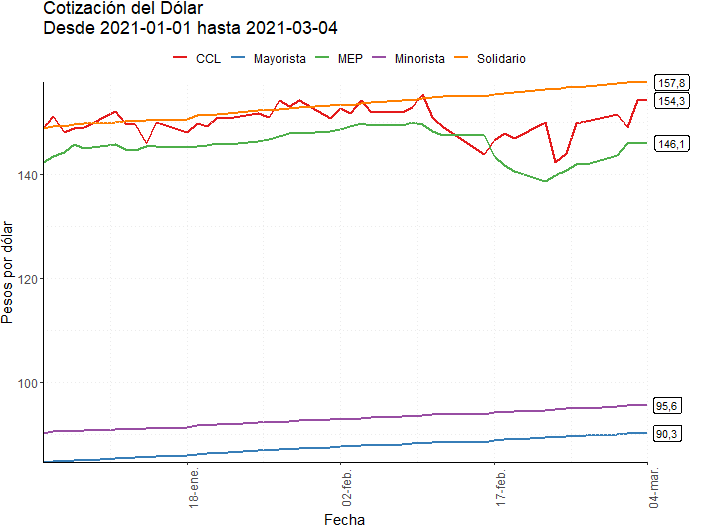 Cotización del Dólar
Desde 2021-01-01 hasta 2021-03-04
CCL Mayorista MEP Minorista Solidario
157,8
154,3
146,1
140
120
100
95,6
90,3
Pesos por dólar
18-ene.
02-feb.
17-feb.
04-mar.
Fecha